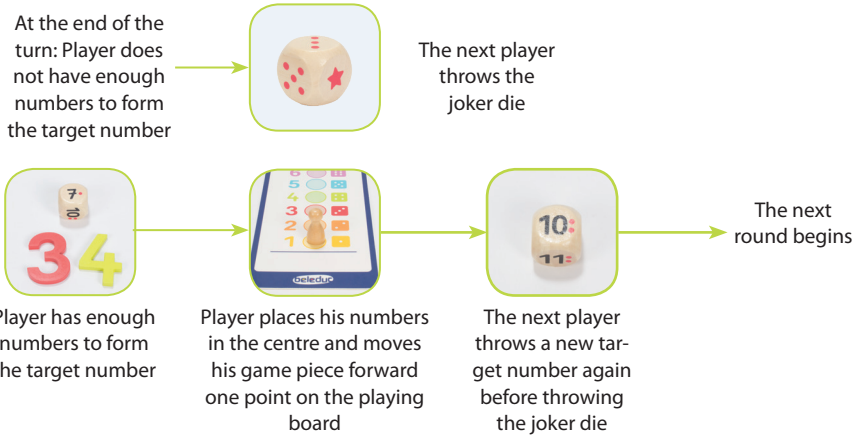 At the end of the
turn: Player does
not have enough
numbers to form
the target number
The next player
throws the
joker die
7
10
3 4
6
5
4
3
2
1
beleduc
10
11
The next
round begins
Player has enough
numbers to form
the target number
Player places his numbers
in the centre and moves
his game piece forward
one point on the playing
board
The next player
throws a new tar-
get number again
before throwing
the joker die